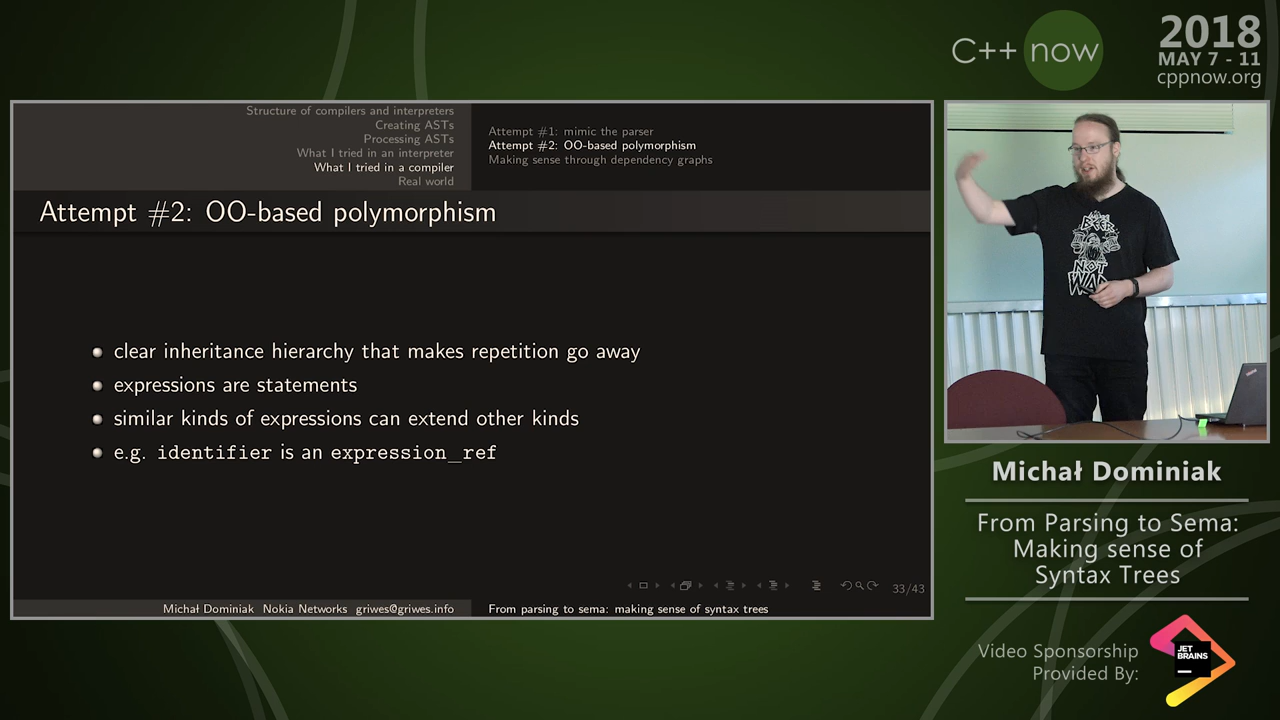 C++ now
2018
MAY 7 - 11
cppnow.org
Structure of compilers and interpreters
Creating ASTs
Processing ASTs
What I tried in an interpreter
What I tried in a compiler
Real world
Attempt #1: mimic the parser
Attempt #2: OO-based polymorphism
Making sense through dependency graphs
Attempt #2: OO-based polymorphism
clear inheritance hierarchy that makes repetition go away
expressions are statements
similar kinds of expressions can extend other kinds
e.g. identifier is an expression_ref
33/43
Michał Dominiak Nokia Networks griwes@griwes.info
From parsing to sema: making sense of syntax trees
BEER
NOT
WAR
Michał Dominiak
From Parsing to Sema:
Making sense of
Syntax Trees
Video Sponsorship
Provided By:
JET
BRAINS